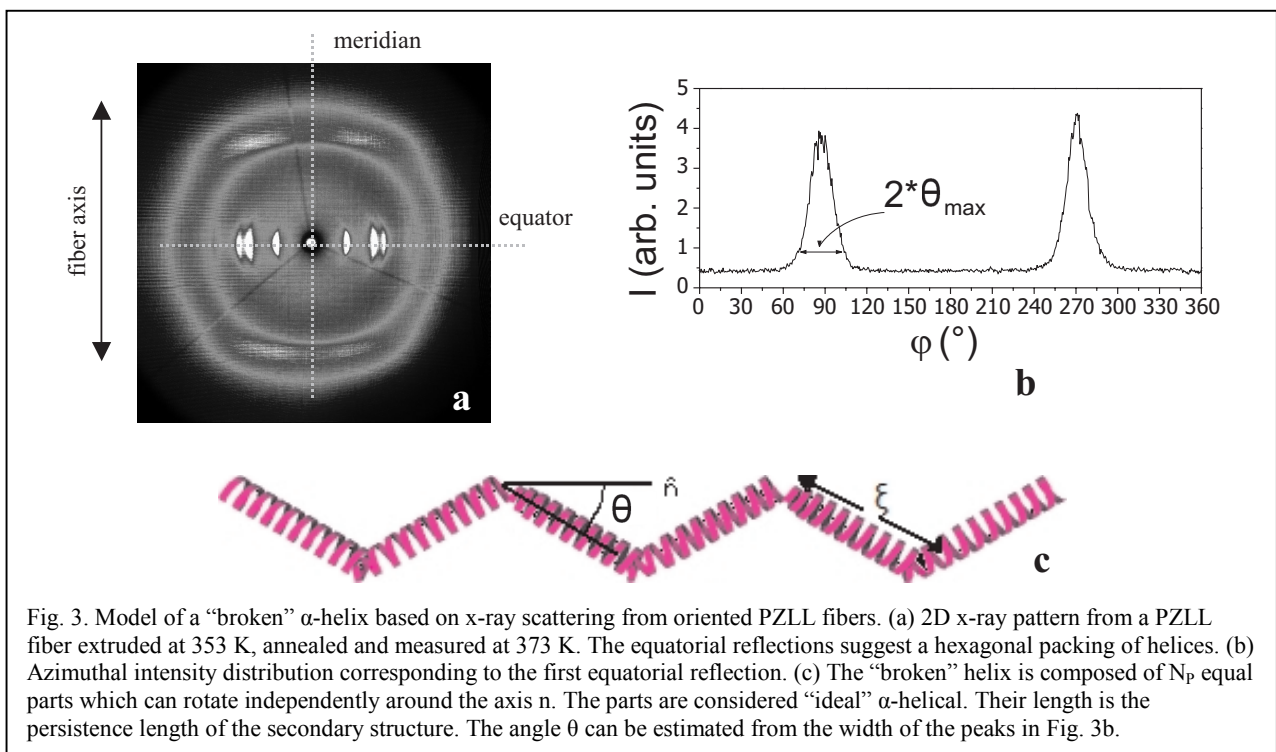 meridian
fiber axis
equator
a
I (arb. units)
5
4
3
2
1
0
2*θmax
0 30 60 90 120 150 180 210 240 270 300 330 360
φ (°)
b
n̂
θ
ξ
c
Fig. 3. Model of a “broken” α-helix based on x-ray scattering from oriented PZLL fibers. (a) 2D x-ray pattern from a PZLL
fiber extruded at 353 K, annealed and measured at 373 K. The equatorial reflections suggest a hexagonal packing of helices. (b)
Azimuthal intensity distribution corresponding to the first equatorial reflection. (c) The “broken” helix is composed of NP equal
parts which can rotate independently around the axis n. The parts are considered “ideal” α-helical. Their length is the
persistence length of the secondary structure. The angle θ can be estimated from the width of the peaks in Fig. 3b.